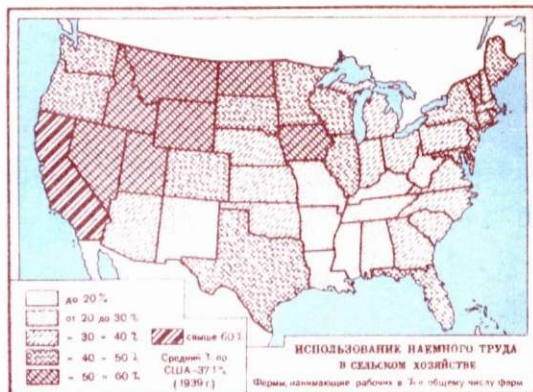 до 20%
от 20 до 30%
" 30 " 40%
" 40 " 50%
" 50 " 60%
свыше 60%
Средний % по
США –37.1%
(1939 г.)
ИСПОЛЬЗОВАНИЕ НАЕМНОГО ТРУДА
В СЕЛЬСКОМ ХОЗЯЙСТВЕ
Фермы, нанимающие рабочих в % к общему числу ферм